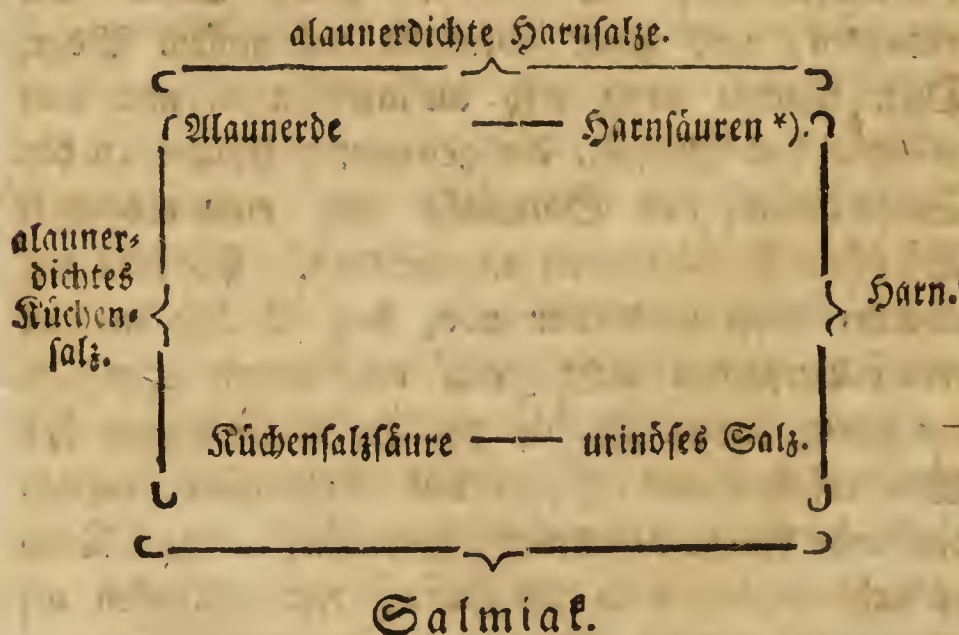 alaunerdichte Harnſalze.
Alaunerde —— Harnſäuren *).
alauner⸗
dichtes
Küchen⸗
ſalz.
Harn.
Küchenſalzſäure —— urinöſes Salz.
Salmiak.